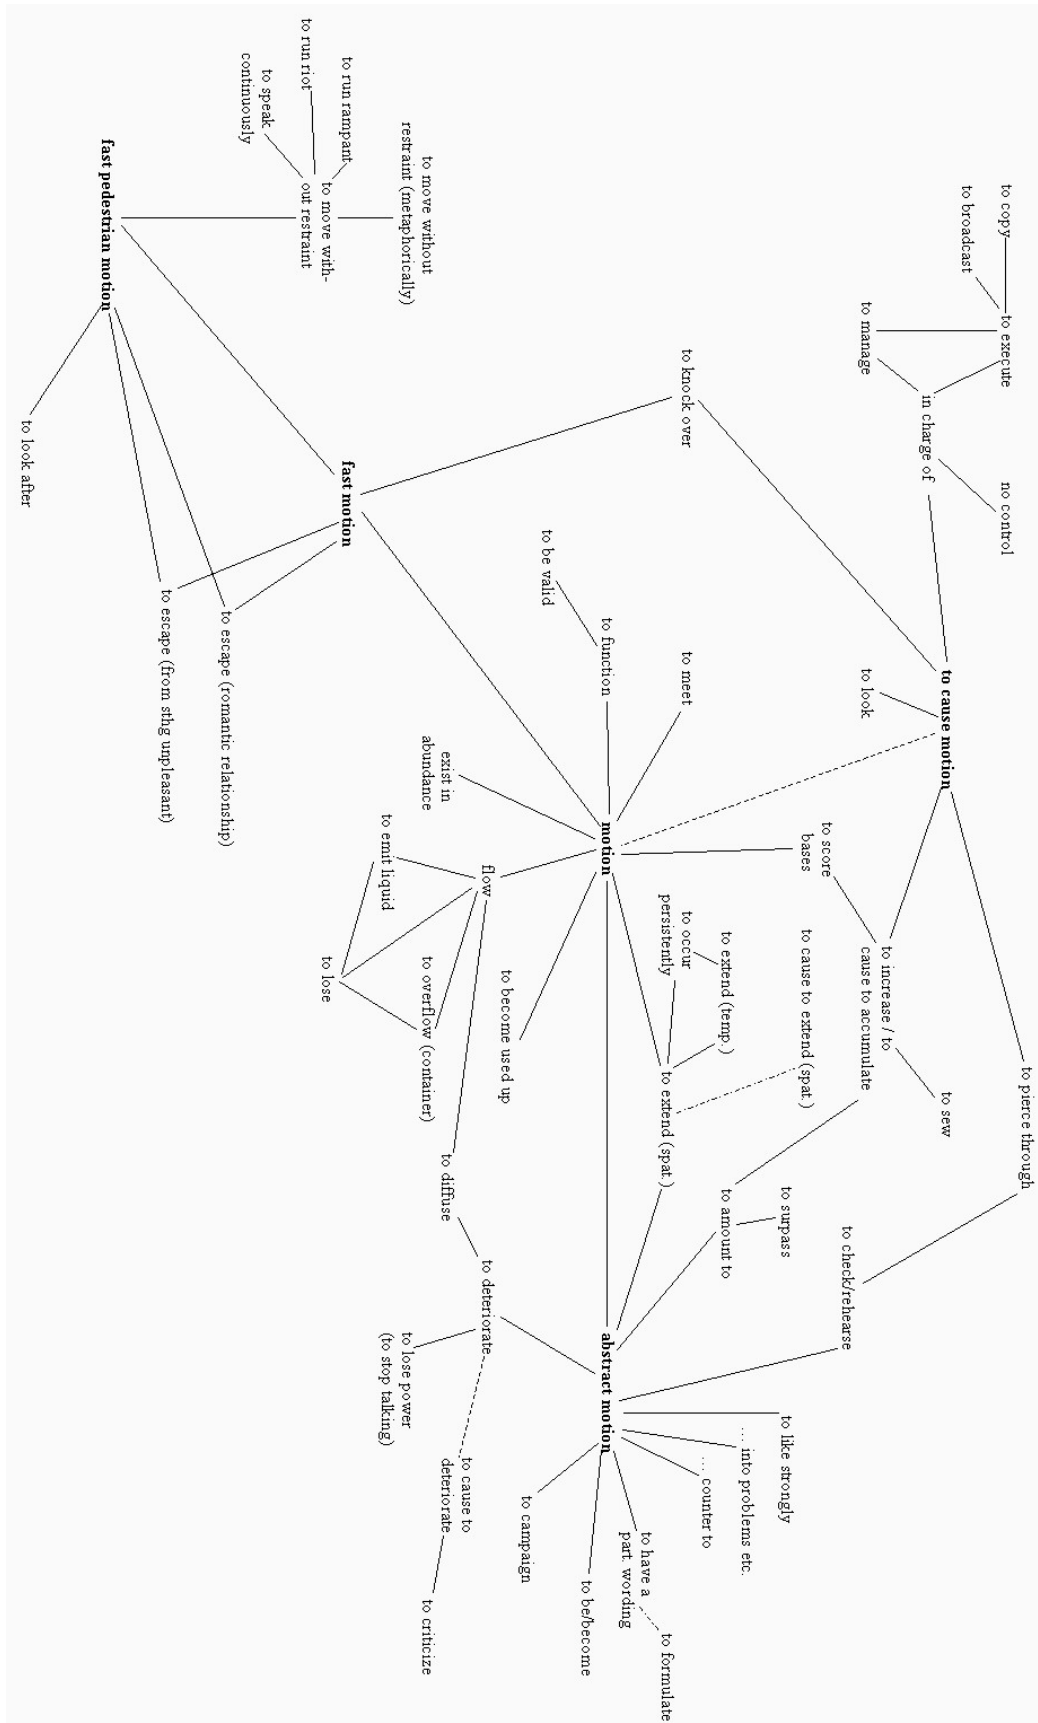 to copy
to broadcast
to execute
to manage
in charge of
no control
to cause motion
to look
to knock over
to pierce through
to sew
to increase / to
cause to accumulate
to score
bases
to cause to extend (spat.)
to extend (temp.)
to occur
persistently
to extend (spat.)
to surpass
to amount to
to check/rehearse
to like strongly
... into problems etc.
... counter to
to have a
part. wording
to formulate
to be/become
to campaign
abstract motion
motion
to meet
to function
to be valid
exist in
abundance
to become used up
flow
to emit liquid
to lose
to overflow (container)
to diffuse
to deteriorate
to lose power
(to stop talking)
to cause to
deteriorate
to criticize
to move without
restraint (metaphorically)
to run rampant
to run riot
to speak
continuously
to move with-
out restraint
fast motion
fast pedestrian motion
to look after
to escape (romantic relationship)
to escape (from sthg unpleasant)